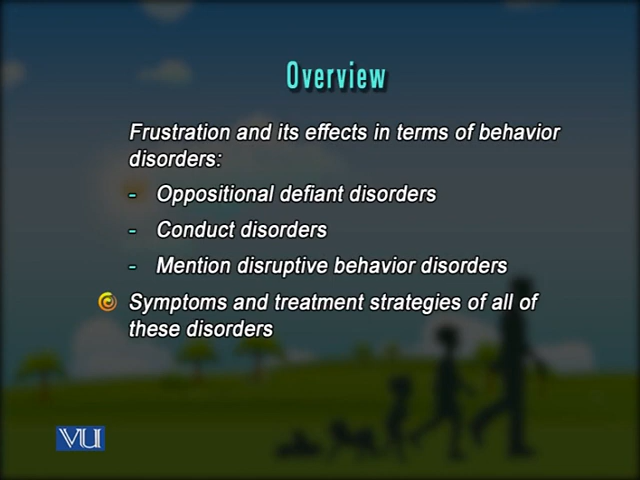 Overview
Frustration and its effects in terms of behavior
disorders:
- Oppositional defiant disorders
- Conduct disorders
- Mention disruptive behavior disorders
Symptoms and treatment strategies of all of
these disorders
VU